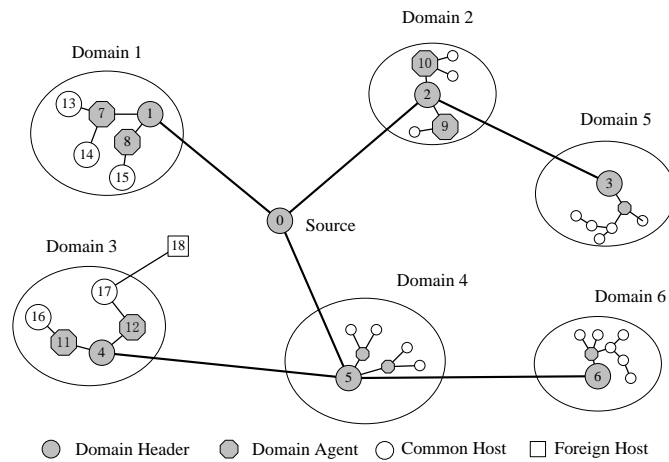 Domain 2
Domain 1
10
13
2
7
1
9
8
Domain 5
14
15
3
0
Source
Domain 3
18
Domain 4
17
Domain 6
16
12
11
4
5
6
Domain Header
Domain Agent
Common Host
Foreign Host